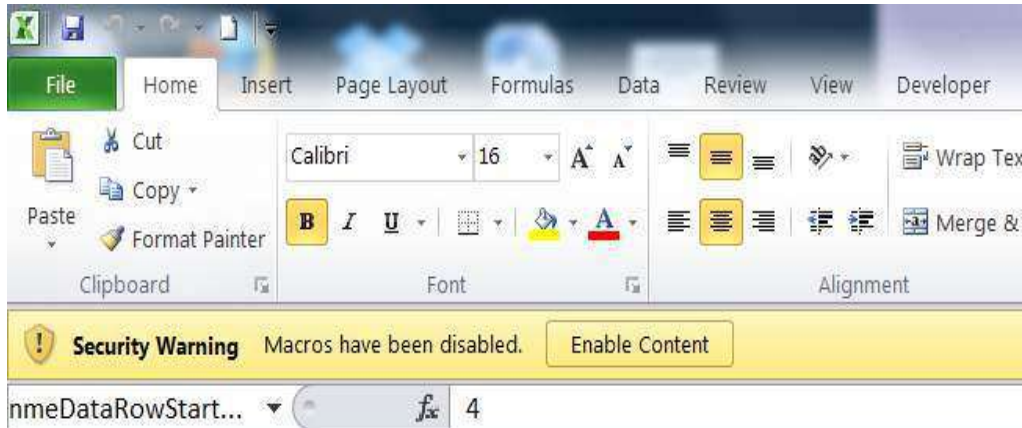 File Home Insert Page Layout Formulas Data Review View Developer
Cut
Calibri 16 A A Wrap Tex
Copy
Paste B I U A Merge &
Format Painter
Clipboard Font Alignment
Security Warning Macros have been disabled. Enable Content
nmeDataRowStart... fx 4